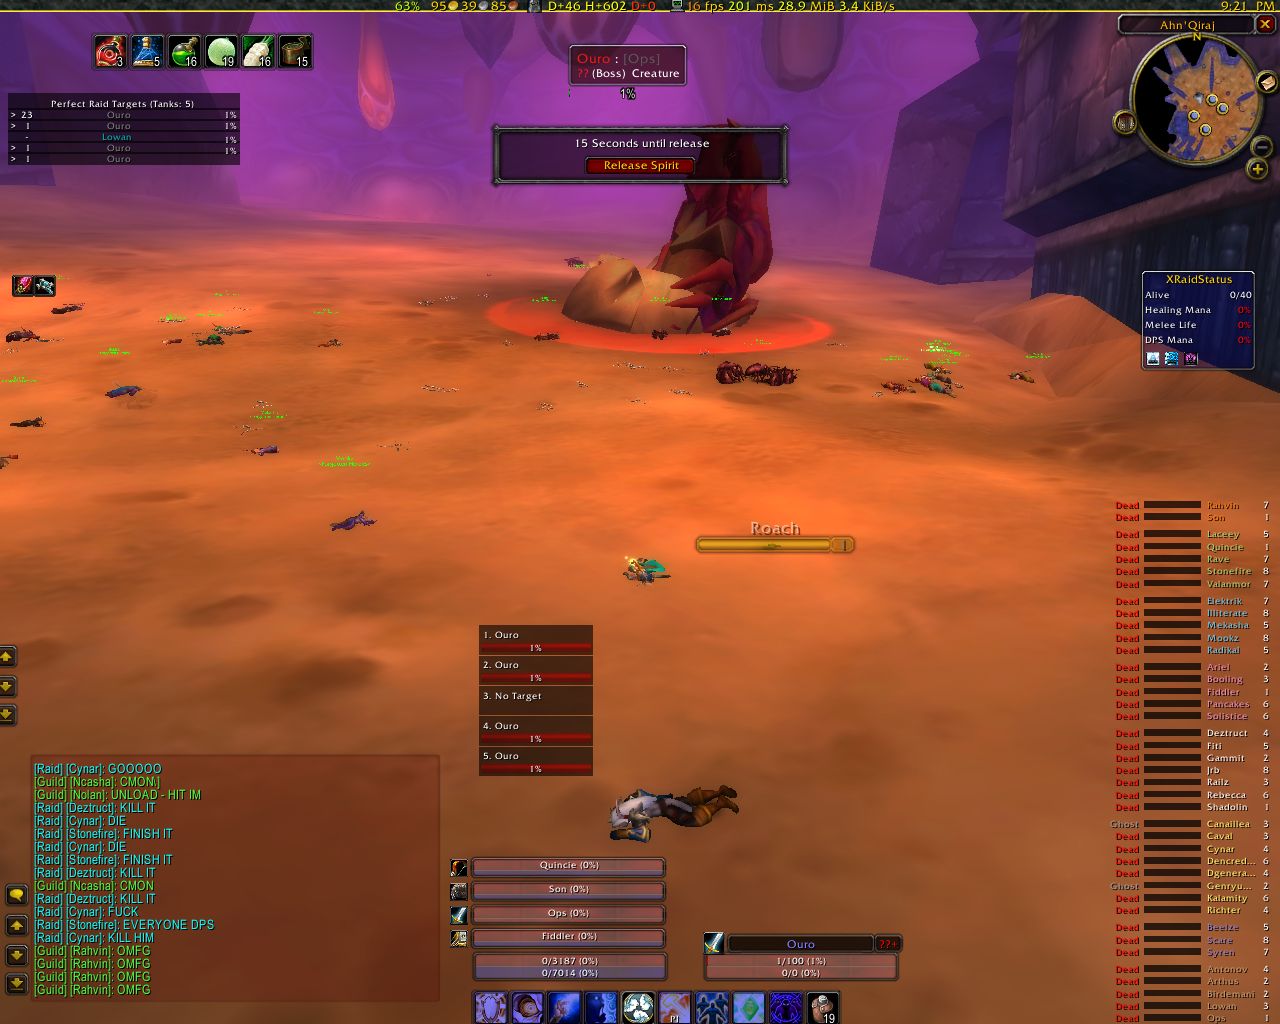 63% 95 39 85 D+46 H+602 D+0 16 fps 201 ms 28.9 MiB 3.4 KiB/s 9:21 PM
3 5 16 19 16 15
Ouro : [Ops]
?? (Boss) Creature
1%
Ahn'Qiraj
N
Perfect Raid Targets (Tanks: 5)
> 23 Ouro 1%
> 1 Ouro 1%
- Lowan
> 1 Ouro 1%
> 1 Ouro 1%
15 Seconds until release
Release Spirit
XRaidStatus
Alive 0/40
Healing Mana 0%
Melee Life 0%
DPS Mana 0%
Roach
1. Ouro
1%
2. Ouro
1%
3. No Target
4. Ouro
1%
5. Ouro
1%
Dead Rahvin 7
Dead Son 1
Dead Laceey 5
Dead Quincie 1
Dead Rave 7
Dead Stonefire 8
Dead Valanmor 7
Dead Elektrik 7
Dead Illiterate 8
Dead Mekasha 5
Dead Mookz 8
Dead Radikal 5
Dead Ariel 2
Dead Booling 3
Dead Fiddler 1
Dead Pancakes 6
Dead Solistice 6
Dead Deztruct 4
Dead Fiti 5
Dead Gammit 2
Dead Jrb 8
Dead Railz 3
Dead Rebecca 6
Dead Shadolin 1
Ghost Canaillea 3
Dead Caval 3
Dead Cynar 4
Dead Dencred... 6
Dead Dgenera... 4
Ghost Genryu... 2
Dead Kalamity 6
Dead Richter 4
Dead Beelze 5
Dead Scare 8
Dead Syren 7
Dead Antonov 4
Dead Arthus 2
Dead Birdemani 2
Dead Lowan 3
Dead Ops 1
[Raid] [Cynar]: GOOOOO
[Guild] [Ncasha]: CMON\]
[Guild] [Nolan]: UNLOAD - HIT IM
[Raid] [Deztruct]: KILL IT
[Raid] [Cynar]: DIE
[Raid] [Stonefire]: FINISH IT
[Raid] [Cynar]: DIE
[Raid] [Stonefire]: FINISH IT
[Raid] [Deztruct]: KILL IT
[Guild] [Ncasha]: CMON
[Raid] [Deztruct]: KILL IT
[Raid] [Cynar]: FUCK
[Raid] [Stonefire]: EVERYONE DPS
[Raid] [Cynar]: KILL HIM
[Guild] [Rahvin]: OMFG
[Guild] [Rahvin]: OMFG
[Guild] [Rahvin]: OMFG
[Guild] [Rahvin]: OMFG
Quincie (0%)
Son (0%)
Ops (0%)
Fiddler (0%)
0/3187 (0%)
0/7014 (0%)
Ouro ??+
1/100 (1%)
0/0 (0%)
PI
19